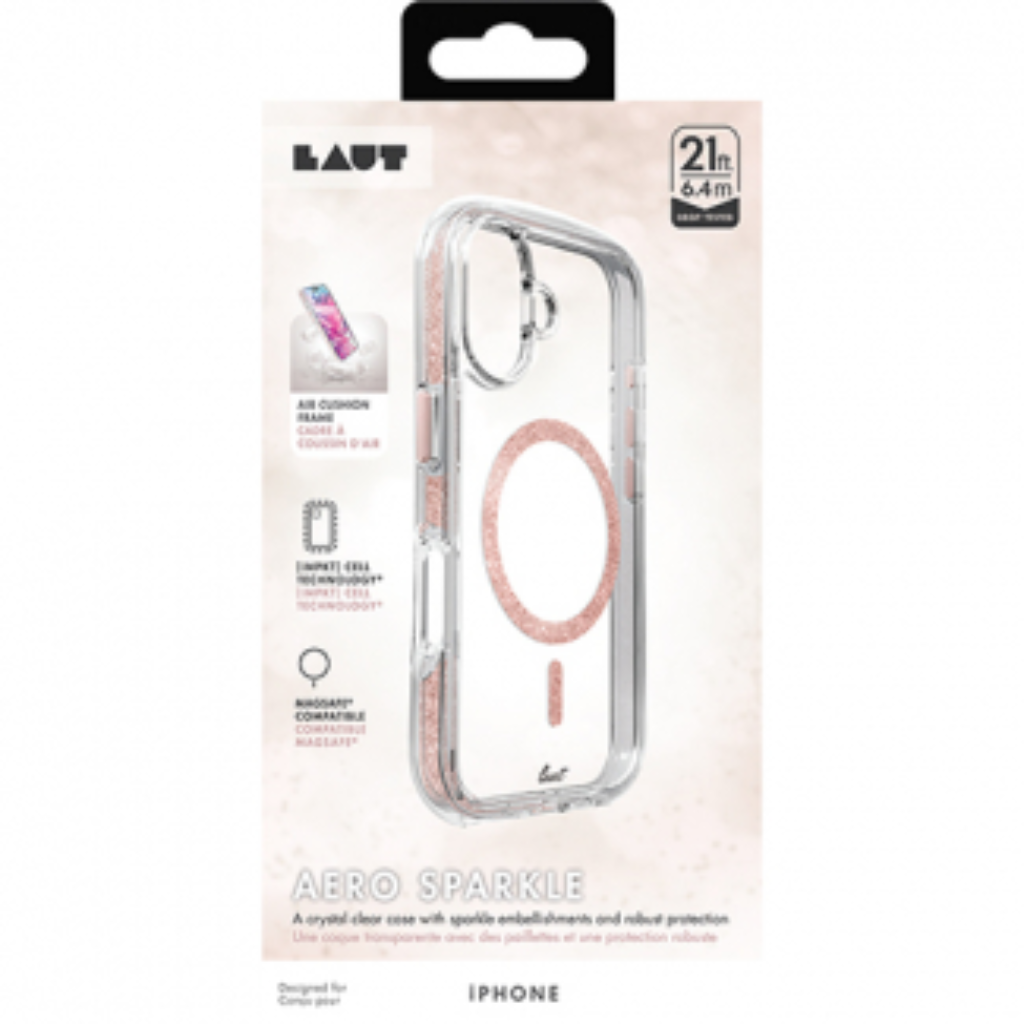 LAUT
21ft.
6.4m
AIR CUSHION
FRAME
CADRE À
COUSSIN D'AIR
[IMPKT] CELL
TECHNOLOGY*
[IMPKT] CELL
TECHNOLOGY*
MAGSAFE*
COMPATIBLE
COMPATIBLE
MAGSAFE*
laut
AERO SPARKLE
A crystal clear case with sparkle embellishments and robust protection
Une coque transparente avec des paillettes et une protection robuste
Designed for
Conçu pour
iPHONE